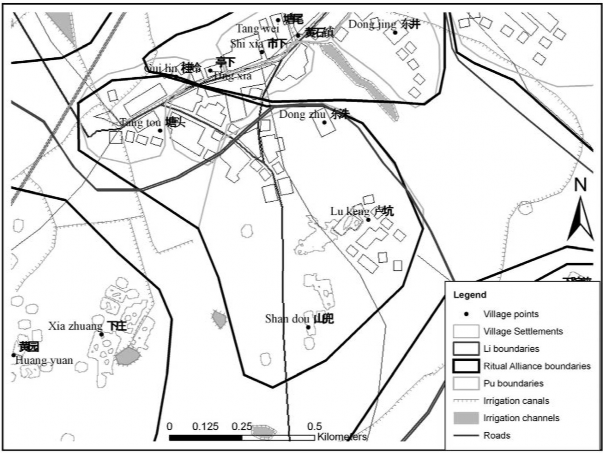 Tang wei 塘尾
Dong jing 东井
黄石镇
Shi xia 市下
桂岭 亭下
Ting xia
Tang tou 塘头
Dong zhu 东洙
Lu keng 卢坑
N
Shan dou 山兜
Xia zhuang 下庄
黄园
Huang yuan
Legend
Village points
Village Settlements
Li boundaries
Ritual Alliance boundaries
Pu boundaries
Irrigation canals
Irrigation channels
Roads
0 0.125 0.25 0.5
Kilometers